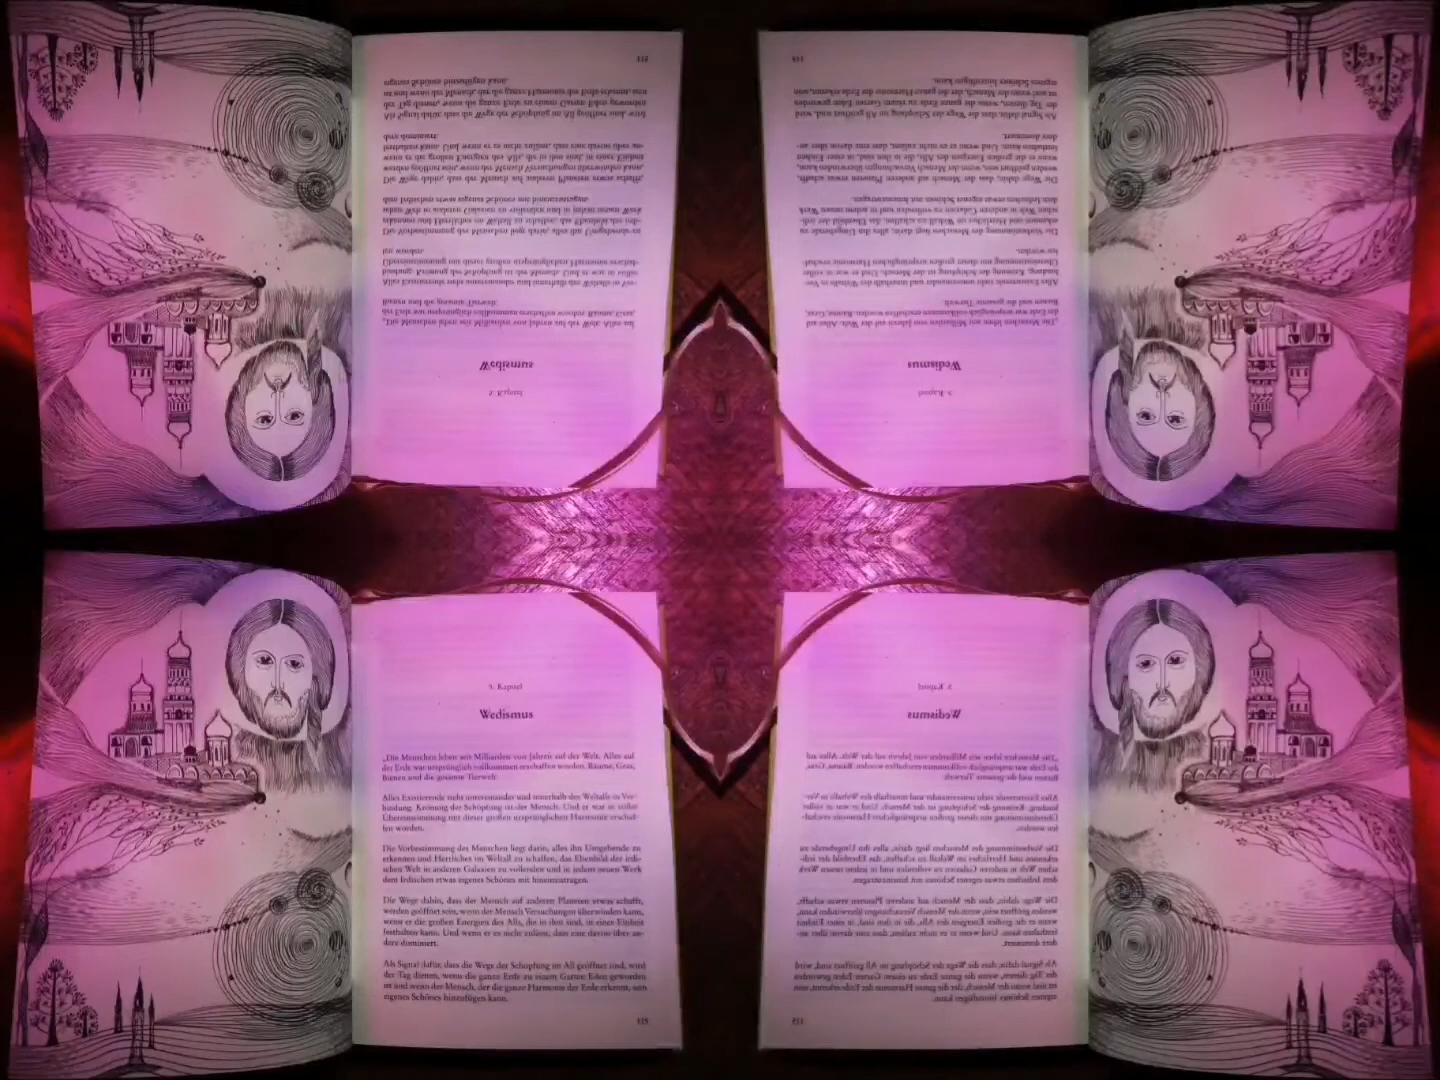 5. Kapitel
Wedismus
„Die Menschen leben seit Milliarden von Jahren auf der Welt. Alles auf
der Erde war ursprünglich vollkommen erschaffen worden. Bäume, Gras,
Bienen und die gesamte Tierwelt.
Alles Existierende steht untereinander und innerhalb des Weltalls in Ver-
bindung. Krönung der Schöpfung ist der Mensch. Und er war in voller
Übereinstimmung mit dieser großen ursprünglichen Harmonie erschaf-
fen worden.
Die Vorbestimmung des Menschen liegt darin, alles ihn Umgebende zu
erkennen und Herrliches im Weltall zu schaffen, das Ebenbild der irdi-
schen Welt in anderen Galaxien zu vollenden und in jedem neuen Werk
dem Irdischen etwas eigenes Schönes mit hineinzutragen.
Die Wege dahin, dass der Mensch auf anderen Planeten etwas schafft,
werden geöffnet sein, wenn der Mensch Versuchungen überwinden kann,
wenn er die großen Energien des Alls, die in ihm sind, in einer Einheit
festhalten kann. Und wenn er es nicht zulässt, dass eine davon über an-
dere dominiert.
Als Signal dafür, dass die Wege der Schöpfung im All geöffnet sind, wird
der Tag dienen, wenn die ganze Erde zu einem Garten Eden geworden
ist und wenn der Mensch, der die ganze Harmonie der Erde erkennt, sein
eigenes Schönes hinzufügen kann.